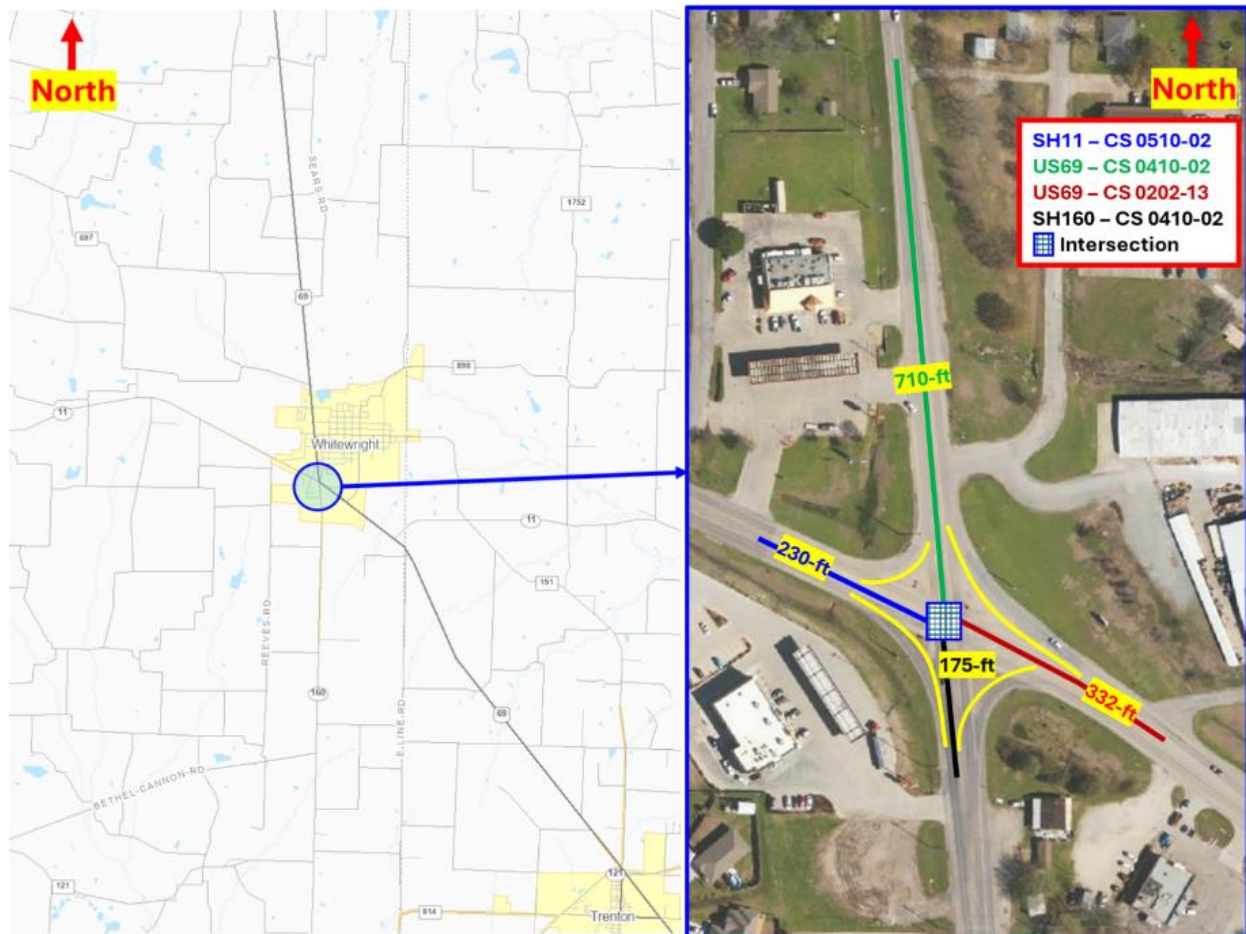 North
SEARS RD
1752
697
69
898
11
Whitewright
11
151
REEVES RD
160
E LINE RD
69
BETHEL-CANNON-RD
121
121
814
Trenton
North
SH11 – CS 0510-02
US69 – CS 0410-02
US69 – CS 0202-13
SH160 – CS 0410-02
Intersection
710-ft
230-ft
175-ft
332-ft